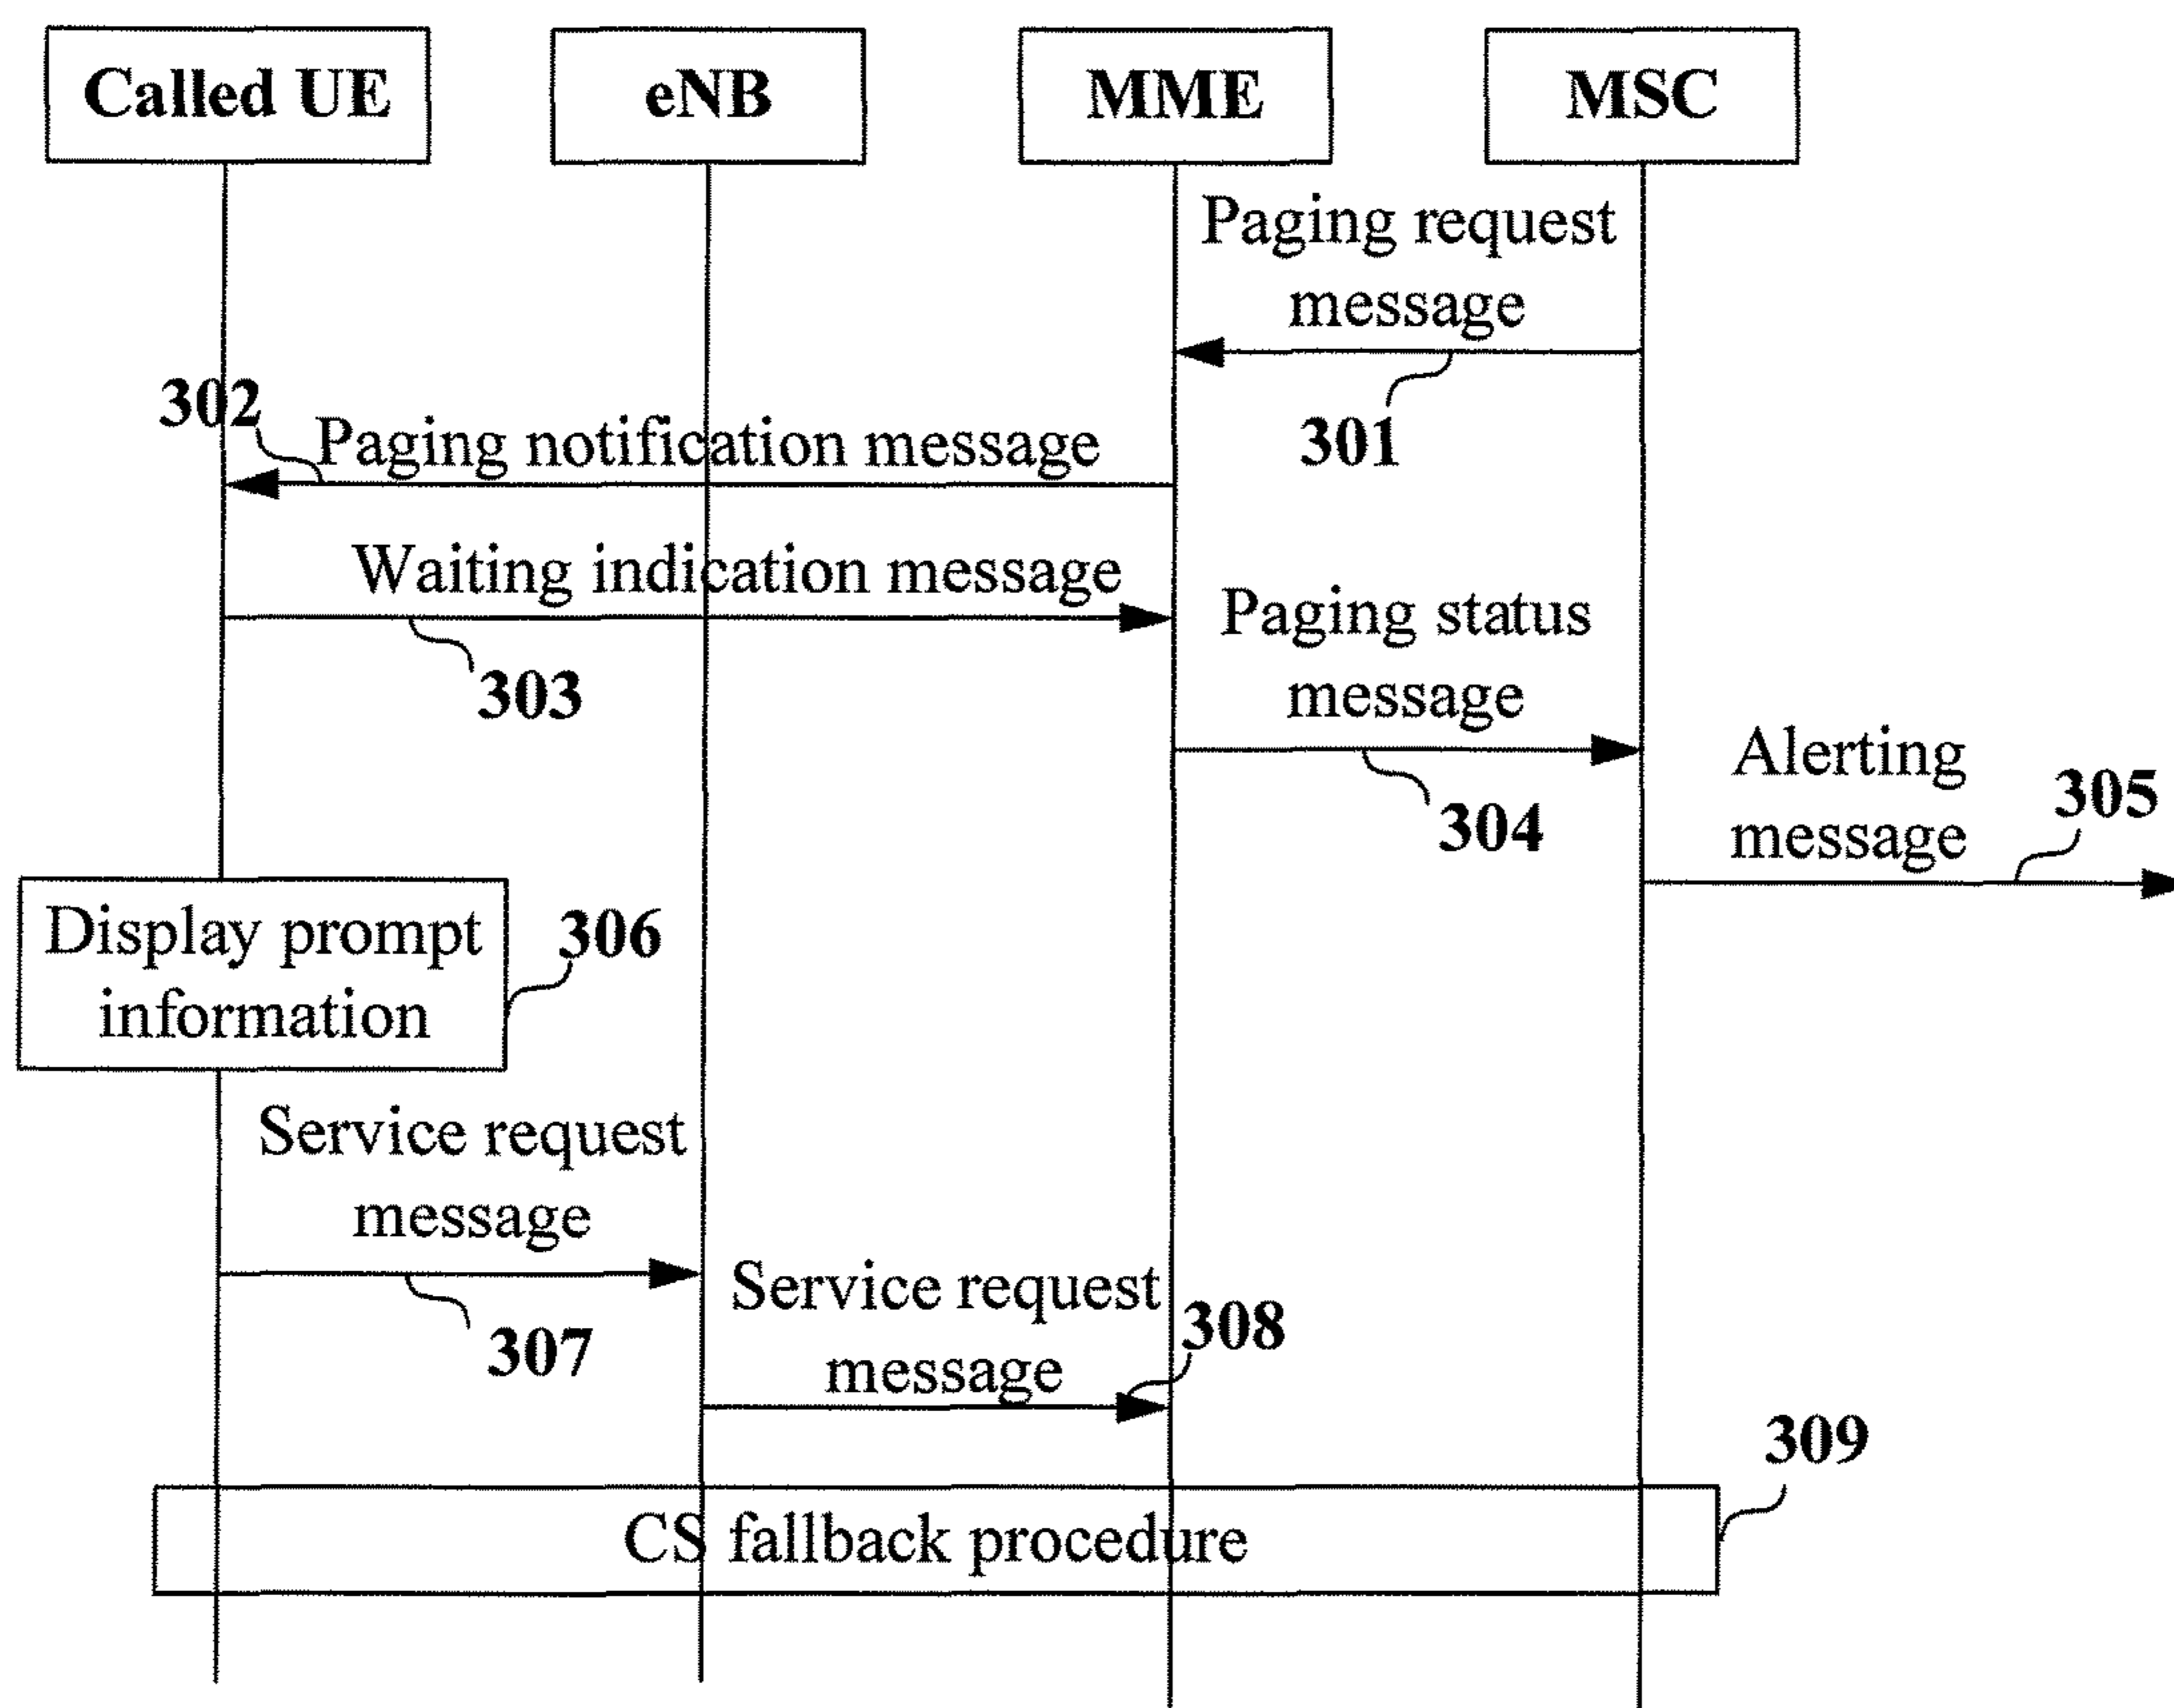 Called UE
eNB
MME
MSC
Paging request
message
301
302
Paging notification message
Waiting indication message
303
Paging status
message
304
Alerting
message
305
Display prompt
information
306
Service request
message
307
Service request
message
308
309
CS fallback procedure